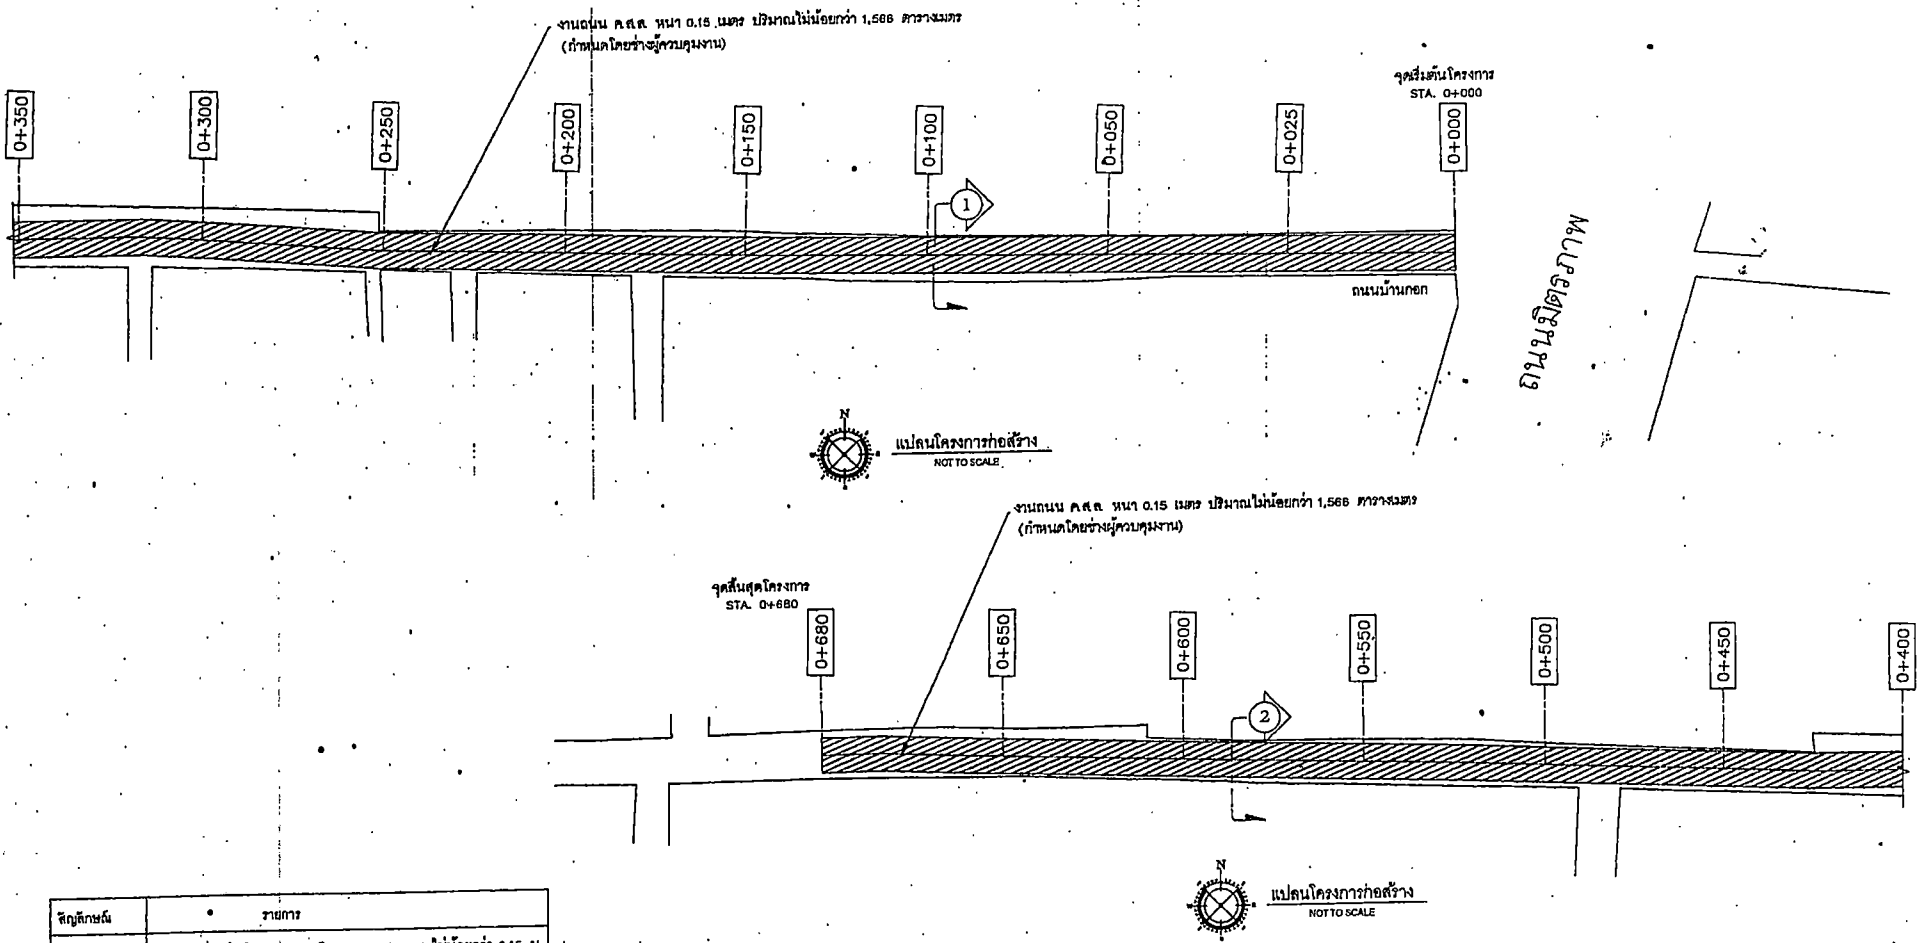 งานถนน ค.ส.ล. หนา 0.15 เมตร ปริมาณไม่น้อยกว่า 1,566 ตารางเมตร
(กำหนดโดยช่างผู้ควบคุมงาน)
จุดเริ่มต้นโครงการ
STA. 0+000
0+350
0+300
0+250
0+200
0+150
0+100
0+050
0+025
0+000
1
ถนนบ้านกอก
ถนนมิตรภาพ
N
แปลนโครงการก่อสร้าง
NOT TO SCALE
งานถนน ค.ส.ล. หนา 0.15 เมตร ปริมาณไม่น้อยกว่า 1,566 ตารางเมตร
(กำหนดโดยช่างผู้ควบคุมงาน)
จุดสิ้นสุดโครงการ
STA. 0+680
0+680
0+650
0+600
0+550
0+500
0+450
0+400
2
N
แปลนโครงการก่อสร้าง
NOT TO SCALE
สัญลักษณ์
รายการ